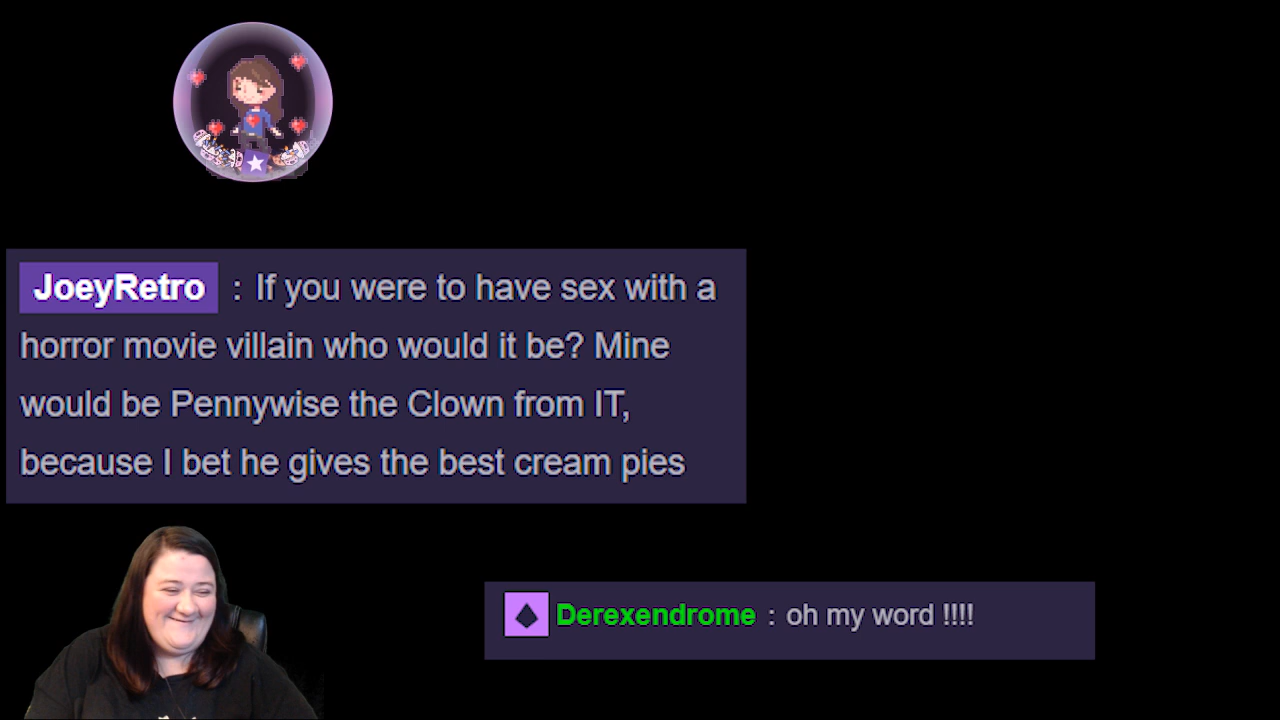 JoeyRetro : If you were to have sex with a
horror movie villain who would it be? Mine
would be Pennywise the Clown from IT,
because I bet he gives the best cream pies
Derexendrome : oh my word !!!!